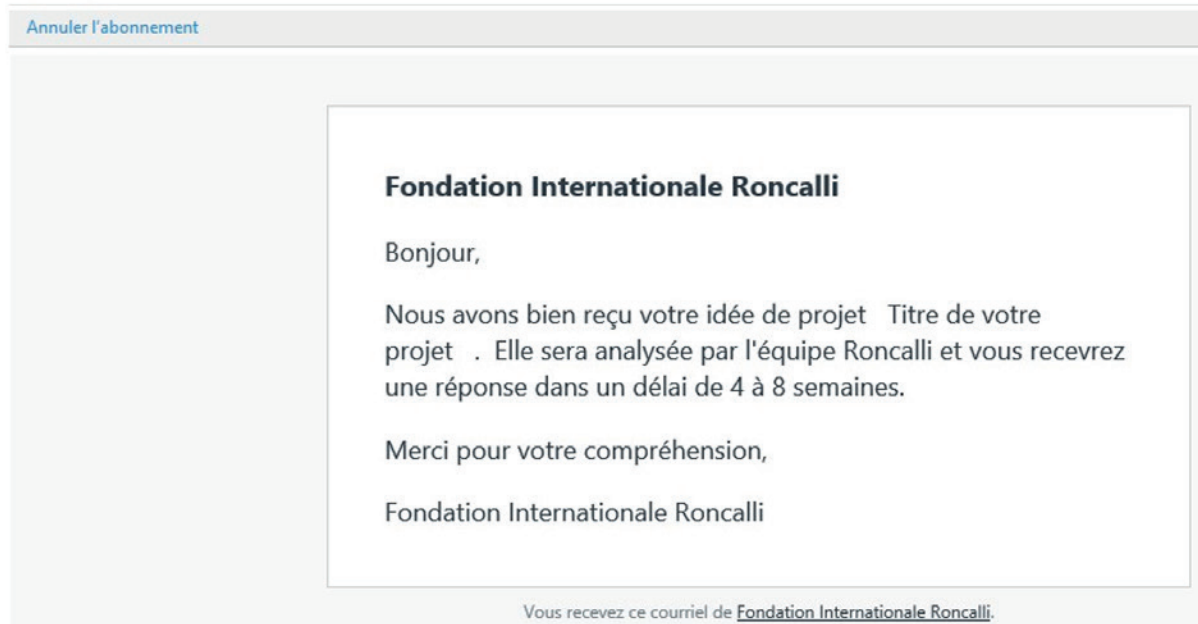 Annuler l'abonnement
Fondation Internationale Roncalli
Bonjour,
Nous avons bien reçu votre idée de projet   Titre de votre
projet   .  Elle sera analysée par l'équipe Roncalli et vous recevrez
une réponse dans un délai de 4 à 8 semaines.
Merci pour votre compréhension,
Fondation Internationale Roncalli
Vous recevez ce courriel de Fondation Internationale Roncalli.